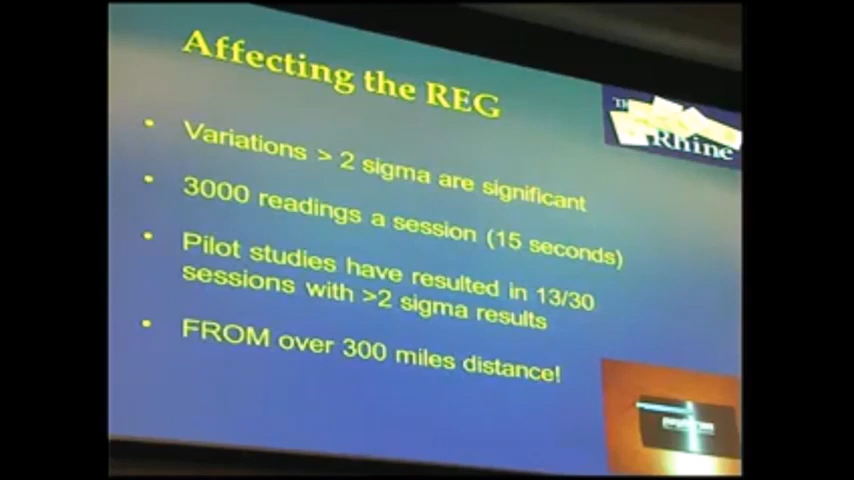 Affecting the REG
The
Rhine
• Variations > 2 sigma are significant
• 3000 readings a session (15 seconds)
• Pilot studies have resulted in 13/30
sessions with >2 sigma results
• FROM over 300 miles distance!